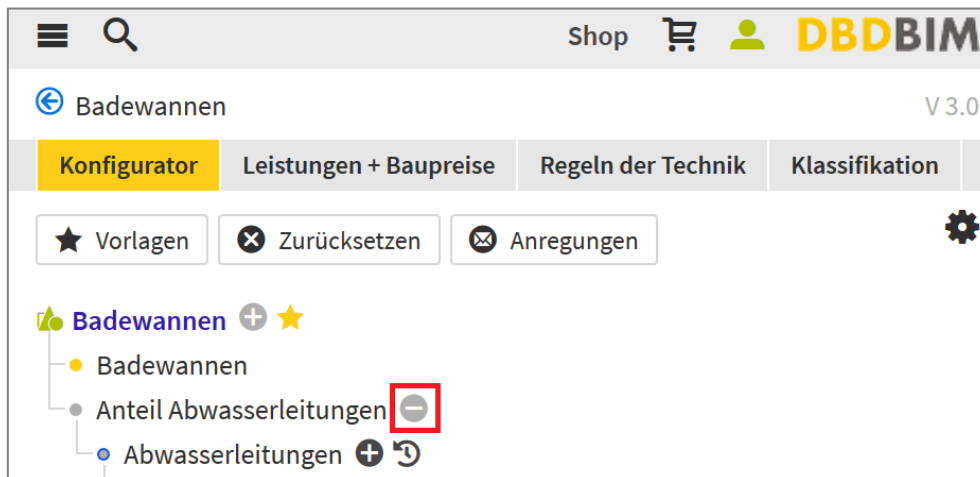 Shop DBDBIM
Badewannen V 3.0
Konfigurator Leistungen + Baupreise Regeln der Technik Klassifikation
Vorlagen Zurücksetzen Anregungen
Badewannen
Badewannen
Anteil Abwasserleitungen
Abwasserleitungen